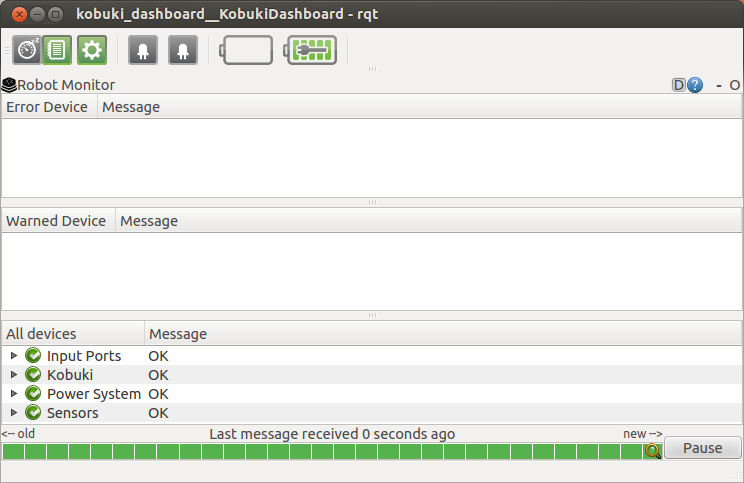 kobuki_dashboard__KobukiDashboard - rqt
Robot Monitor D ? - O
Error Device Message
Warned Device Message
All devices Message
Input Ports OK
Kobuki OK
Power System OK
Sensors OK
<-- old Last message received 0 seconds ago new -->
Pause